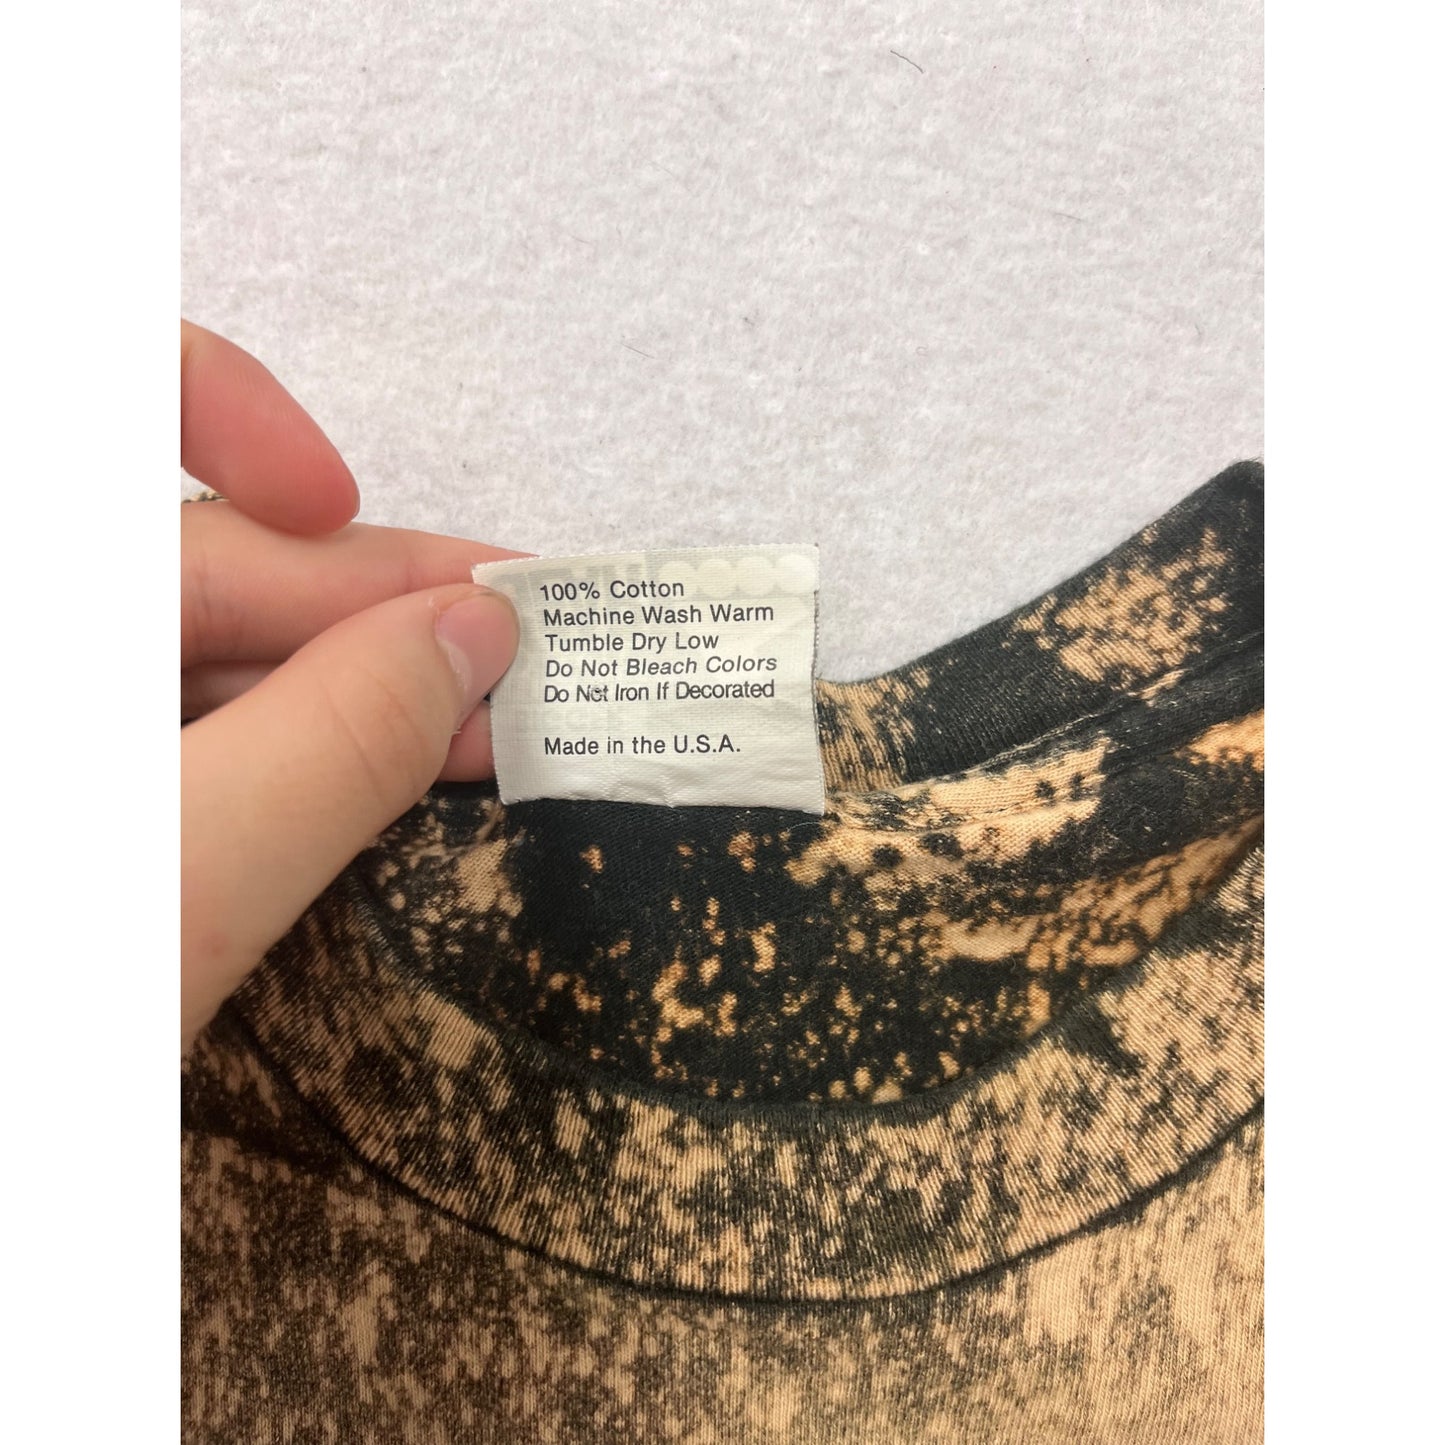 100% Cotton
Machine Wash Warm
Tumble Dry Low
Do Not Bleach Colors
Do Not Iron If Decorated
Made in the U.S.A.